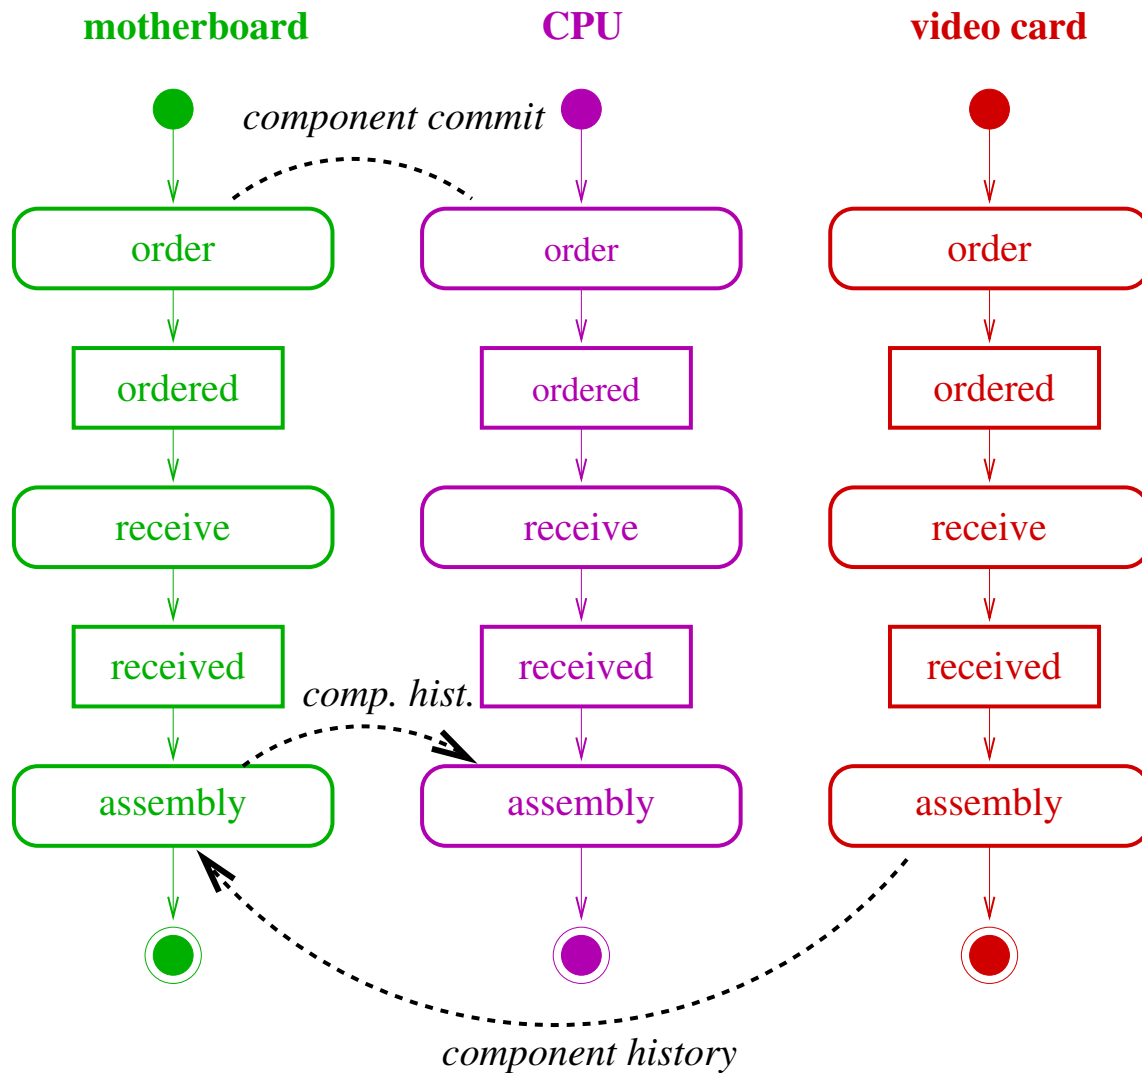 motherboard
CPU
video card
component commit
order
order
order
ordered
ordered
ordered
receive
receive
receive
received
received
received
comp. hist.
assembly
assembly
assembly
component history